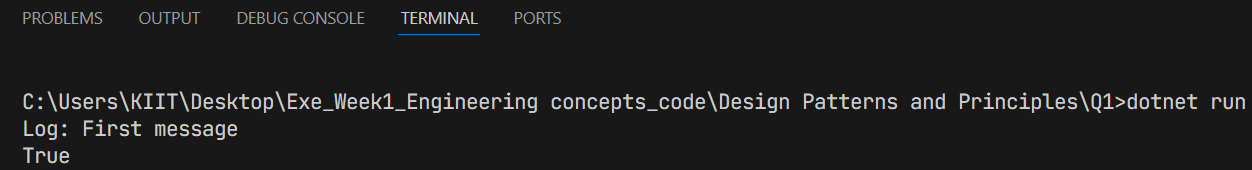 PROBLEMS OUTPUT DEBUG CONSOLE TERMINAL PORTS
C:\Users\KIIT\Desktop\Exe_Week1_Engineering concepts_code\Design Patterns and Principles\Q1>dotnet run
Log: First message
True